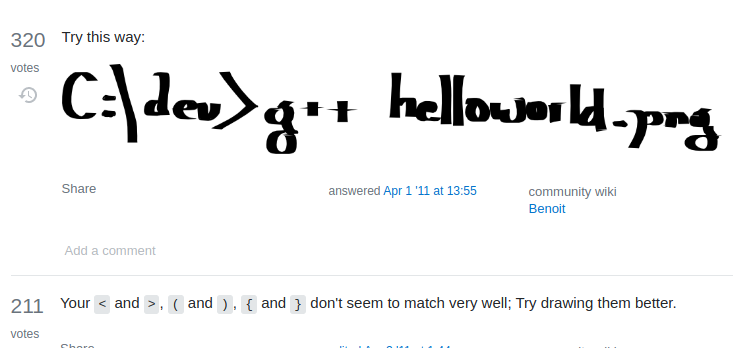 320
votes
Try this way:
C:\dev>g++ helloworld.png
Share
answered Apr 1 '11 at 13:55
community wiki
Benoit
Add a comment
211
votes
Your < and >, ( and ), { and } don't seem to match very well; Try drawing them better.
Share